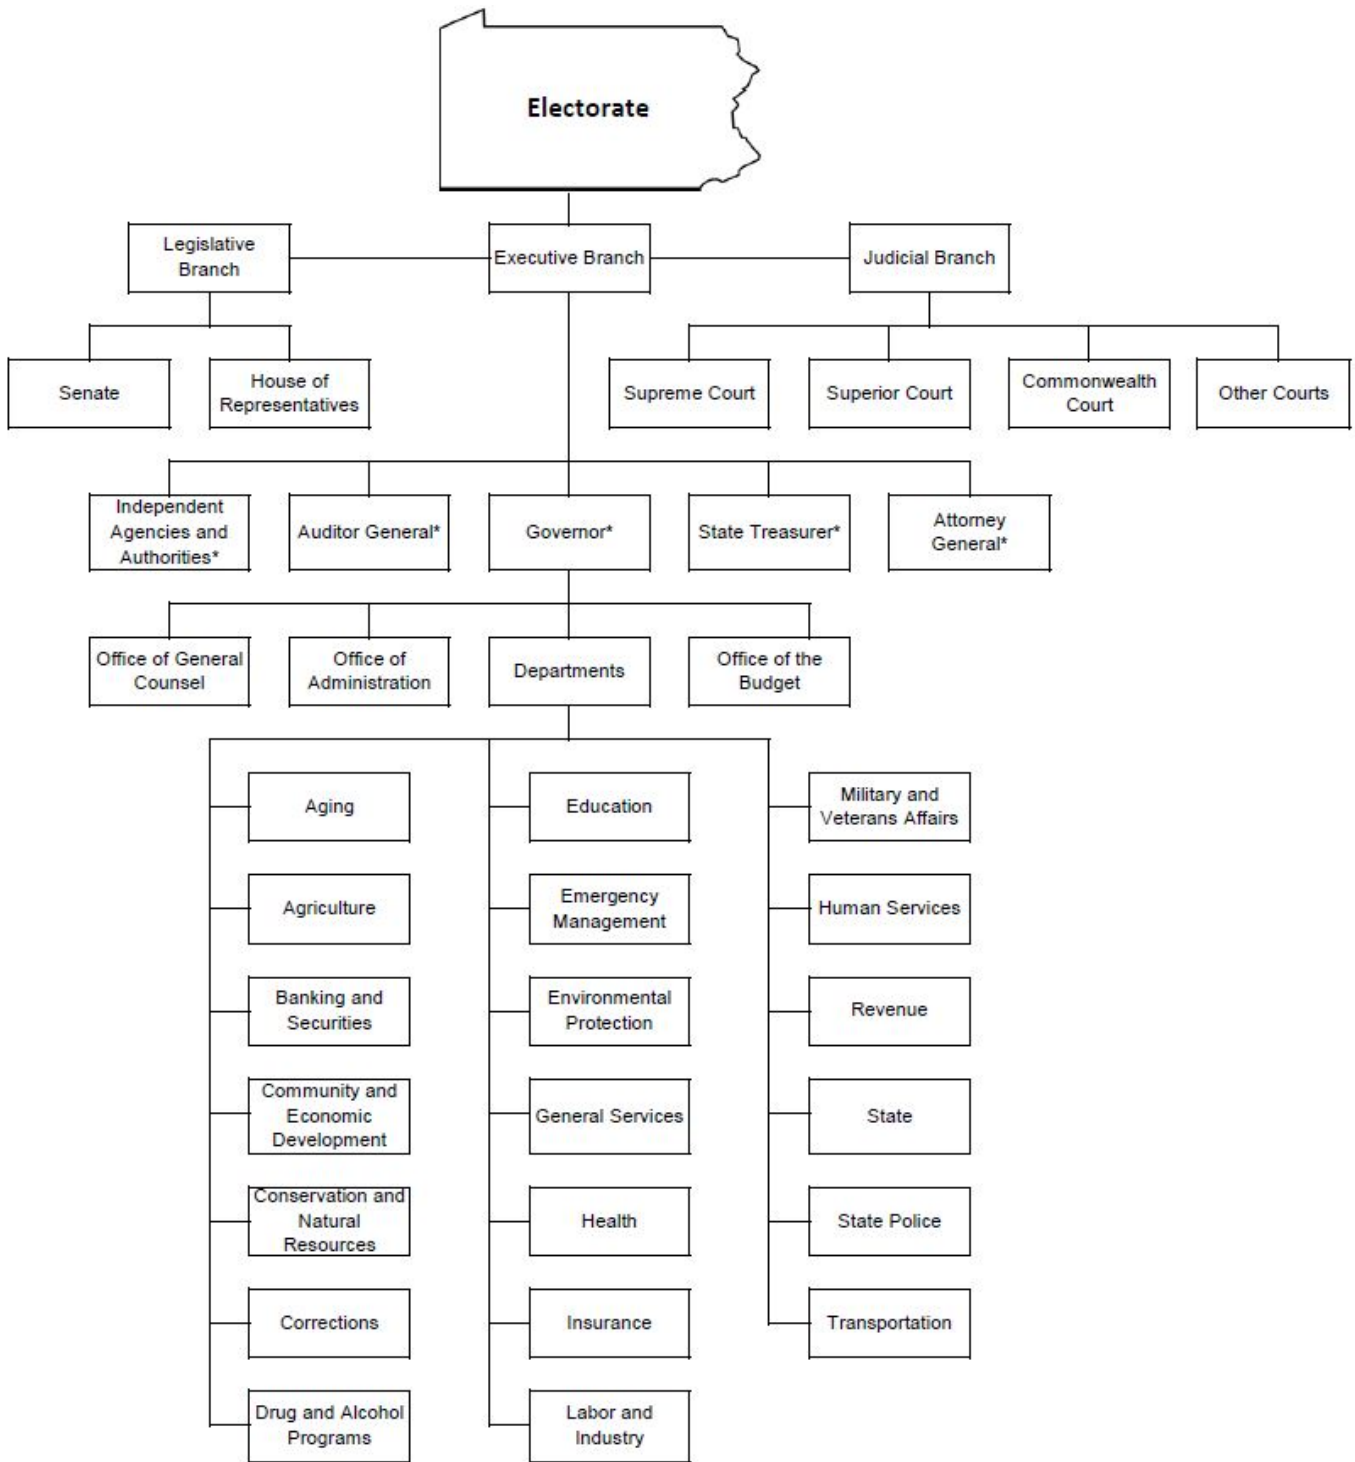 Electorate
Legislative
Branch
Executive Branch
Judicial Branch
Senate
House of
Representatives
Supreme Court
Superior Court
Commonwealth
Court
Other Courts
Independent
Agencies and
Authorities*
Auditor General*
Governor*
State Treasurer*
Attorney
General*
Office of General
Counsel
Office of
Administration
Departments
Office of the
Budget
Aging
Education
Military and
Veterans Affairs
Agriculture
Emergency
Management
Human Services
Banking and
Securities
Environmental
Protection
Revenue
Community and
Economic
Development
General Services
State
Conservation and
Natural
Resources
Health
State Police
Corrections
Insurance
Transportation
Drug and Alcohol
Programs
Labor and
Industry